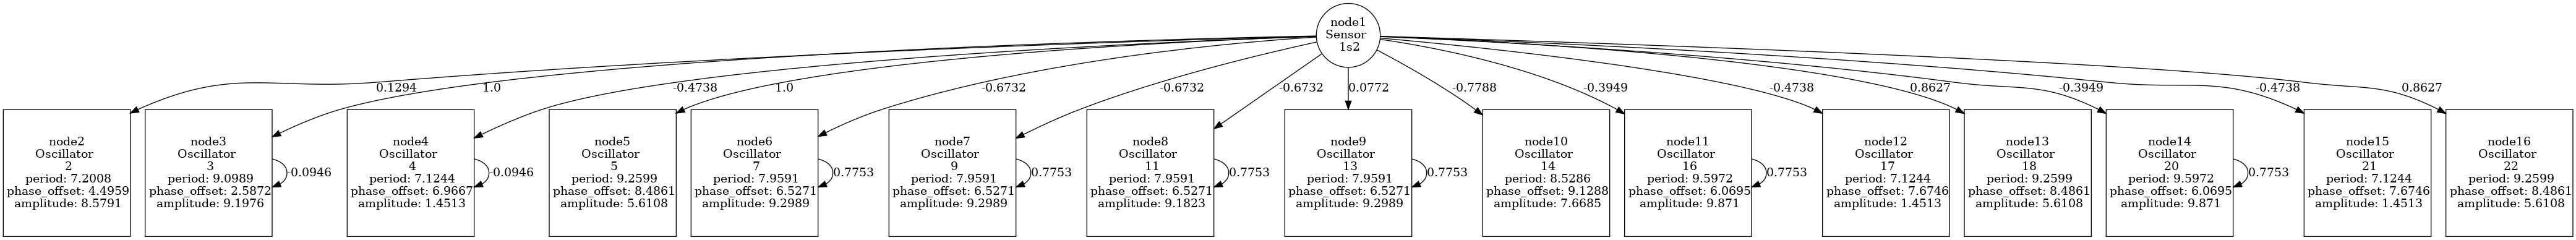 node1
Sensor
1s2
0.1294
1.0
-0.4738
1.0
-0.6732
-0.6732
-0.6732
0.0772
-0.7788
-0.3949
-0.4738
0.8627
-0.3949
-0.4738
0.8627
node2
Oscillator
2
period: 7.2008
phase_offset: 4.4959
amplitude: 8.5791
node3
Oscillator
3
period: 9.0989
phase_offset: 2.5872
amplitude: 9.1976
-0.0946
node4
Oscillator
4
period: 7.1244
phase_offset: 6.9667
amplitude: 1.4513
-0.0946
node5
Oscillator
5
period: 9.2599
phase_offset: 8.4861
amplitude: 5.6108
node6
Oscillator
7
period: 7.9591
phase_offset: 6.5271
amplitude: 9.2989
0.7753
node7
Oscillator
9
period: 7.9591
phase_offset: 6.5271
amplitude: 9.2989
0.7753
node8
Oscillator
11
period: 7.9591
phase_offset: 6.5271
amplitude: 9.1823
0.7753
node9
Oscillator
13
period: 7.9591
phase_offset: 6.5271
amplitude: 9.2989
0.7753
node10
Oscillator
14
period: 8.5286
phase_offset: 9.1288
amplitude: 7.6685
node11
Oscillator
16
period: 9.5972
phase_offset: 6.0695
amplitude: 9.871
0.7753
node12
Oscillator
17
period: 7.1244
phase_offset: 7.6746
amplitude: 1.4513
node13
Oscillator
18
period: 9.2599
phase_offset: 8.4861
amplitude: 5.6108
node14
Oscillator
20
period: 9.5972
phase_offset: 6.0695
amplitude: 9.871
0.7753
node15
Oscillator
21
period: 7.1244
phase_offset: 7.6746
amplitude: 1.4513
node16
Oscillator
22
period: 9.2599
phase_offset: 8.4861
amplitude: 5.6108